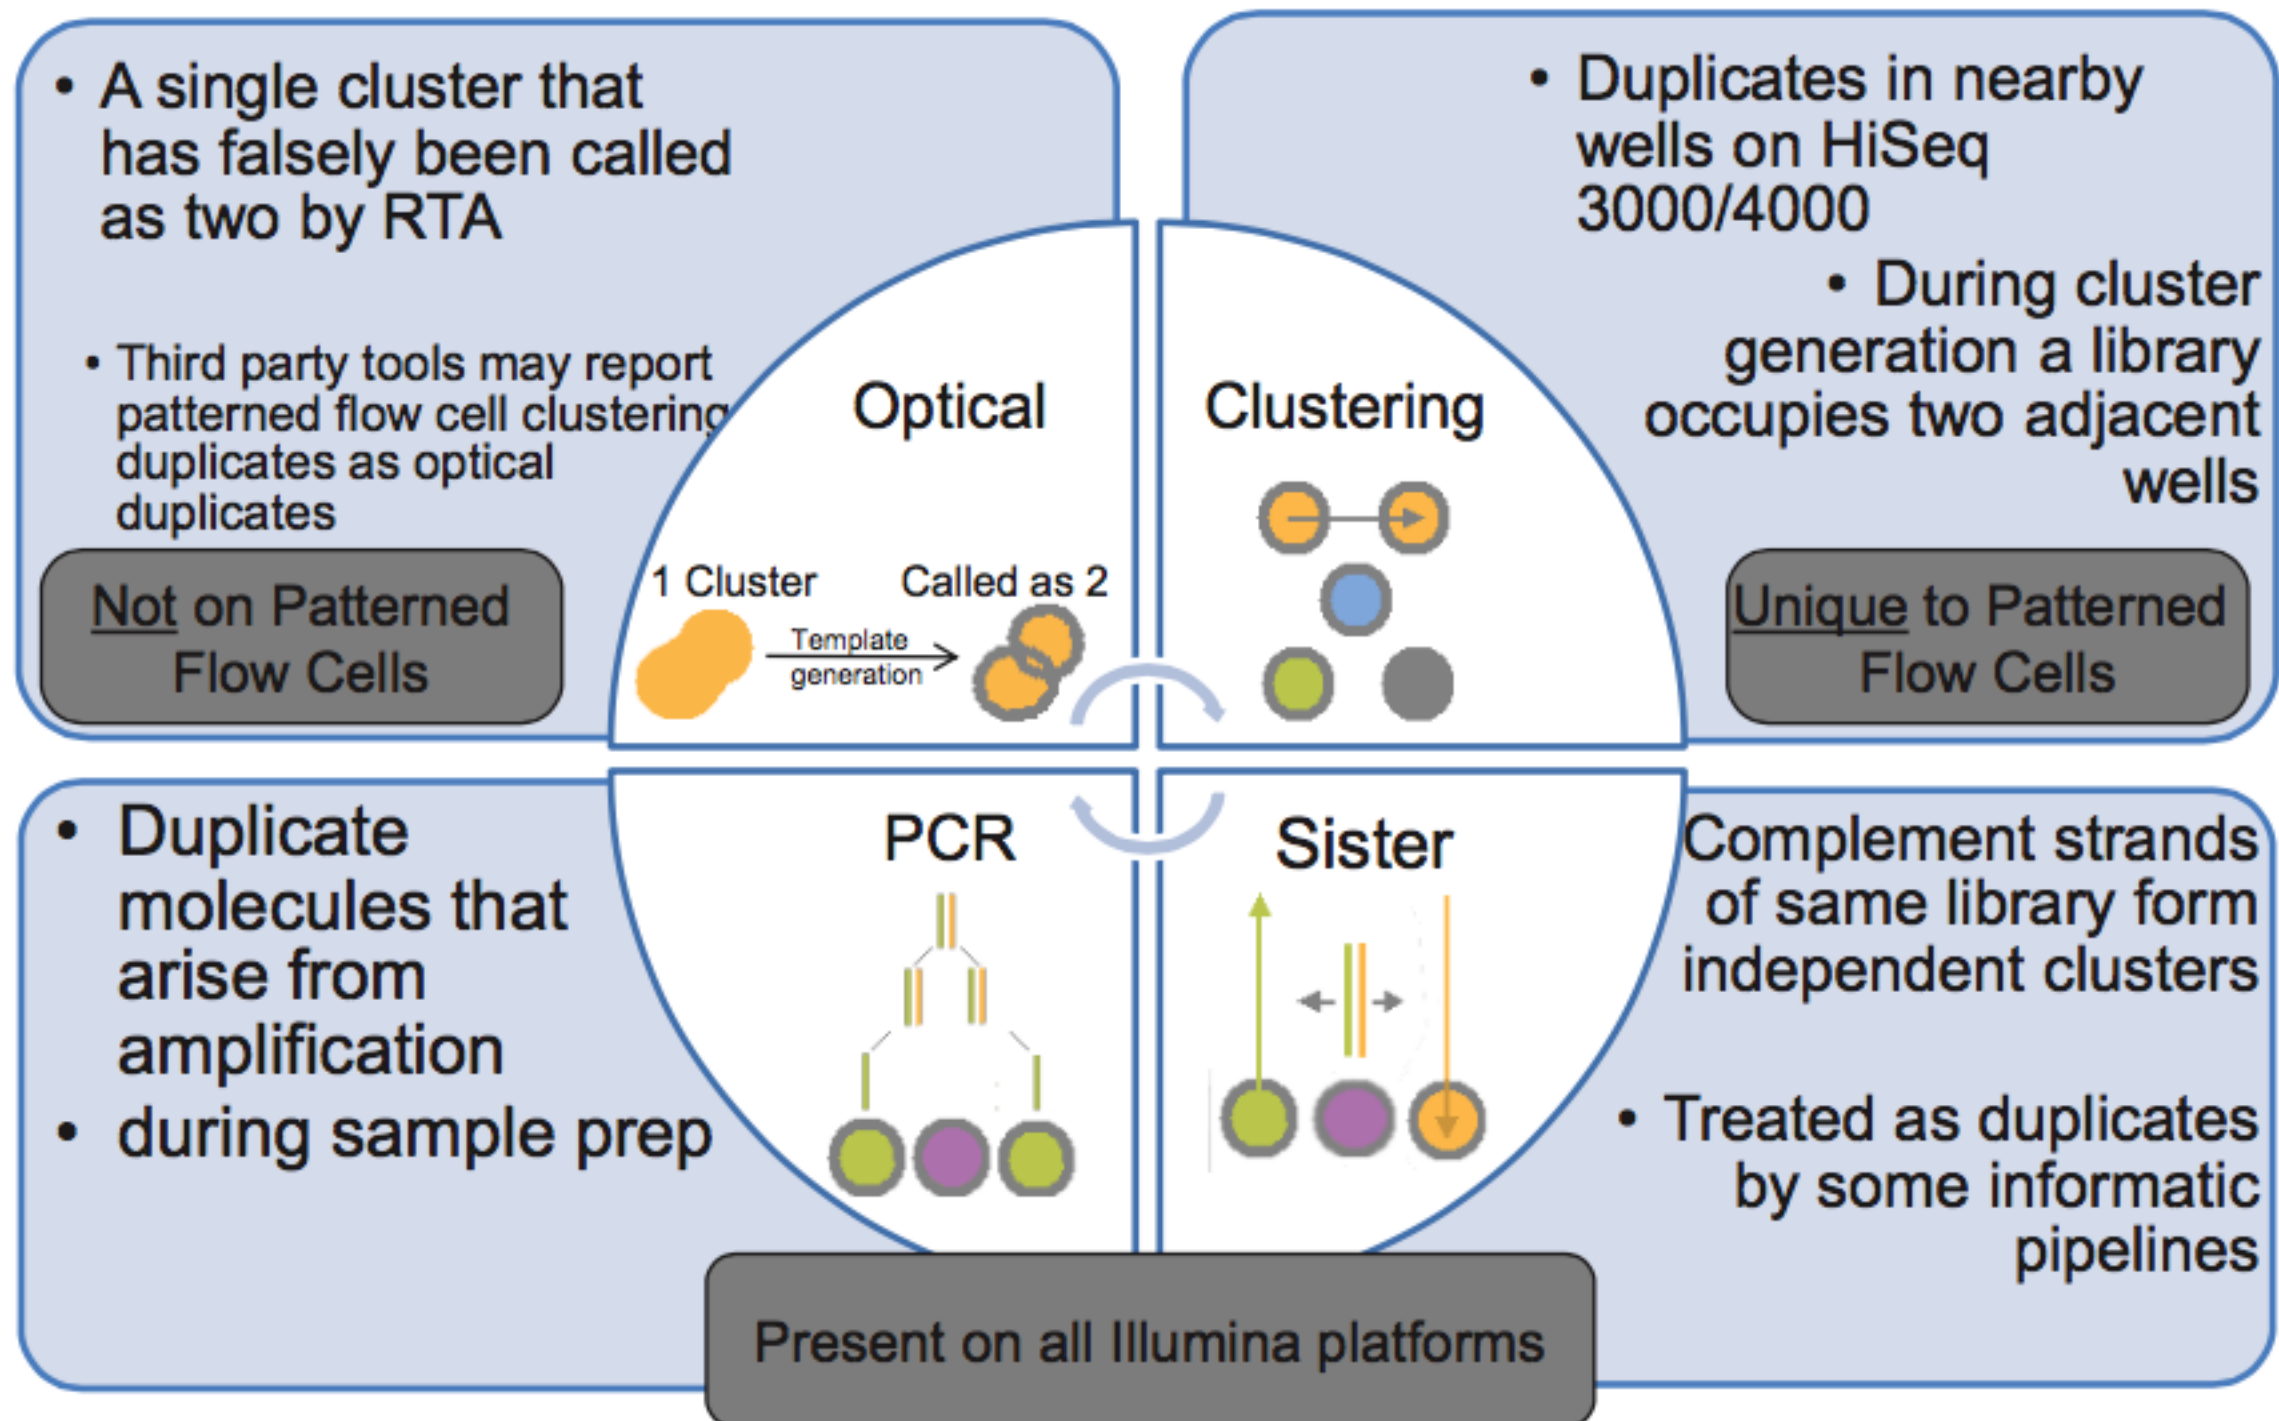 • A single cluster that
has falsely been called
as two by RTA
• Third party tools may report
patterned flow cell clustering
duplicates as optical
duplicates
Not on Patterned
Flow Cells
Optical
1 Cluster
Called as 2
Template
generation
• Duplicates in nearby
wells on HiSeq
3000/4000
• During cluster
generation a library
occupies two adjacent
wells
Clustering
Unique to Patterned
Flow Cells
• Duplicate
molecules that
arise from
amplification
• during sample prep
PCR
Sister
Complement strands
of same library form
independent clusters
• Treated as duplicates
by some informatic
pipelines
Present on all Illumina platforms